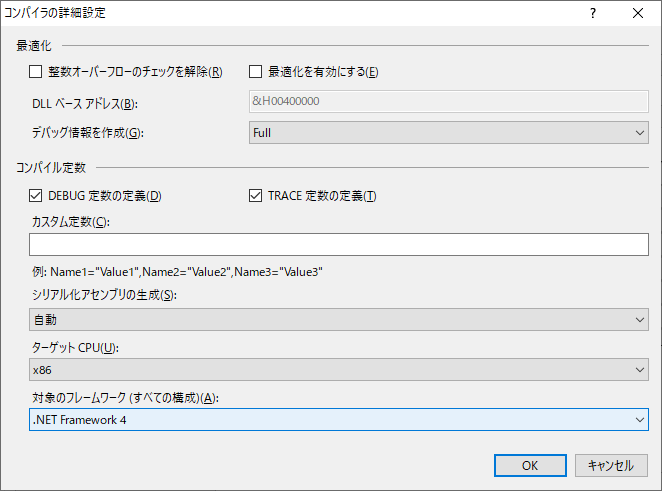 コンパイラの詳細設定
最適化
整数オーバーフローのチェックを解除(R)
最適化を有効にする(E)
DLL ベース アドレス(B):
&H00400000
デバッグ情報を作成(G):
Full
コンパイル定数
DEBUG 定数の定義(D)
TRACE 定数の定義(T)
カスタム定数(C):
例: Name1="Value1",Name2="Value2",Name3="Value3"
シリアル化アセンブリの生成(S):
自動
ターゲット CPU(U):
x86
対象のフレームワーク (すべての構成)(A):
.NET Framework 4
OK
キャンセル